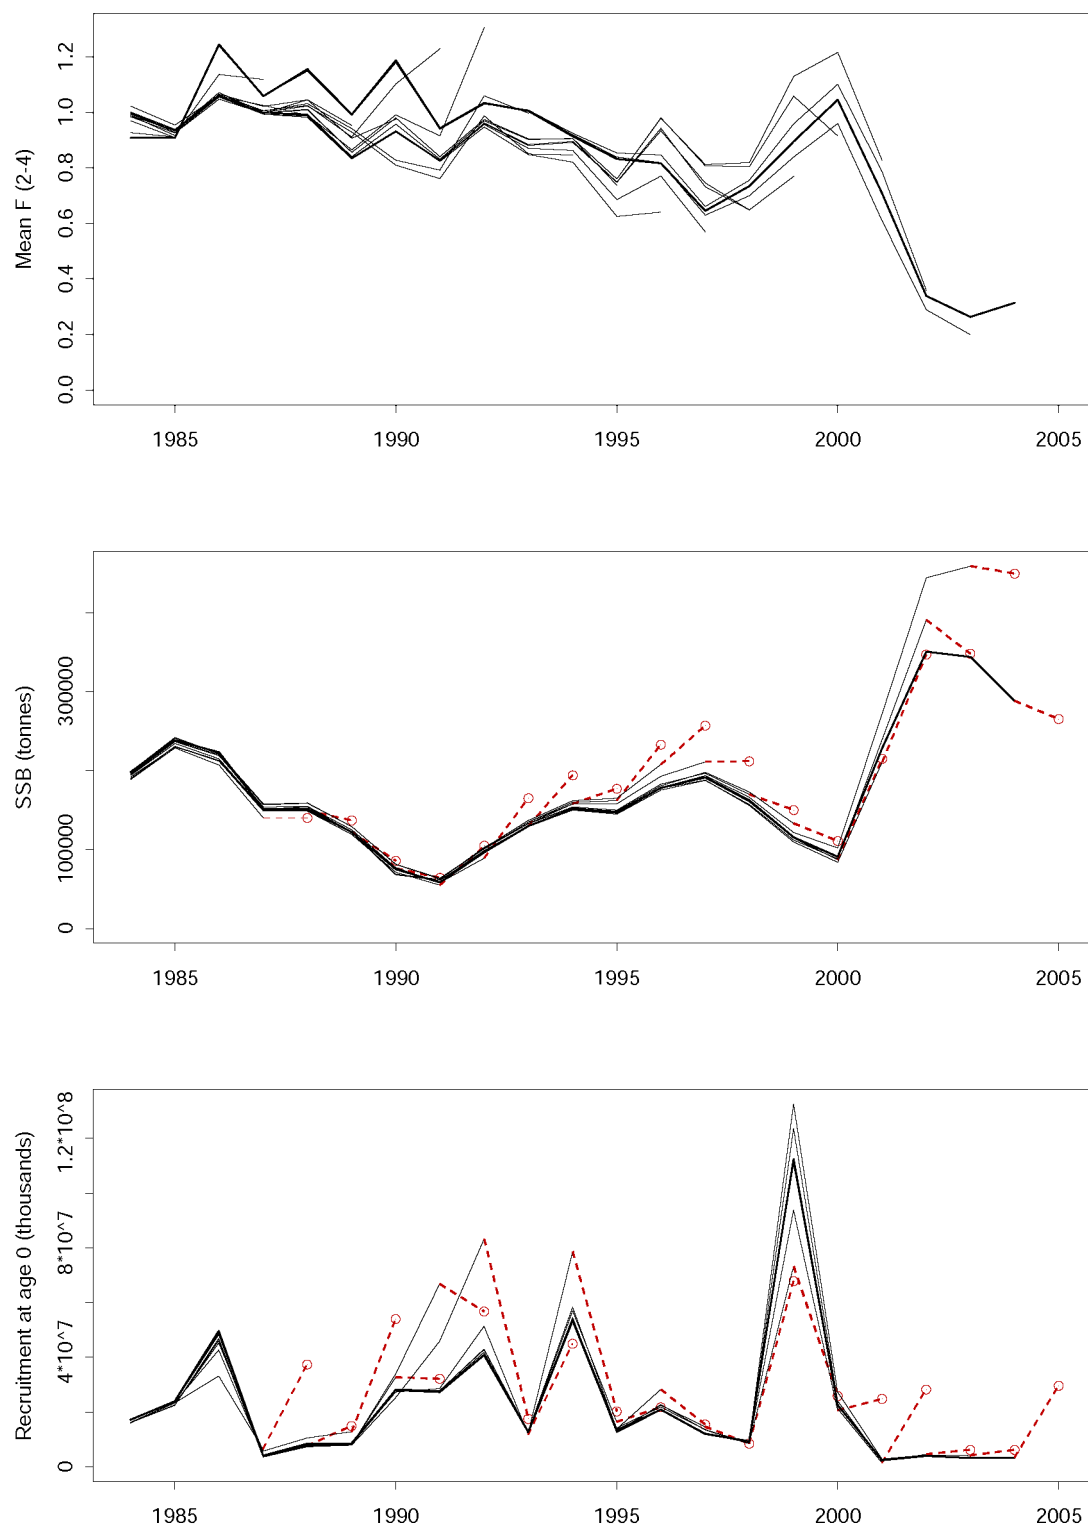 Mean F (2-4)
1.2
1.0
0.8
0.6
0.4
0.2
0.0
1985 1990 1995 2000 2005
SSB (tonnes)
300000
100000
0
1985 1990 1995 2000 2005
Recruitment at age 0 (thousands)
1.2*10^8
8*10^7
4*10^7
0
1985 1990 1995 2000 2005